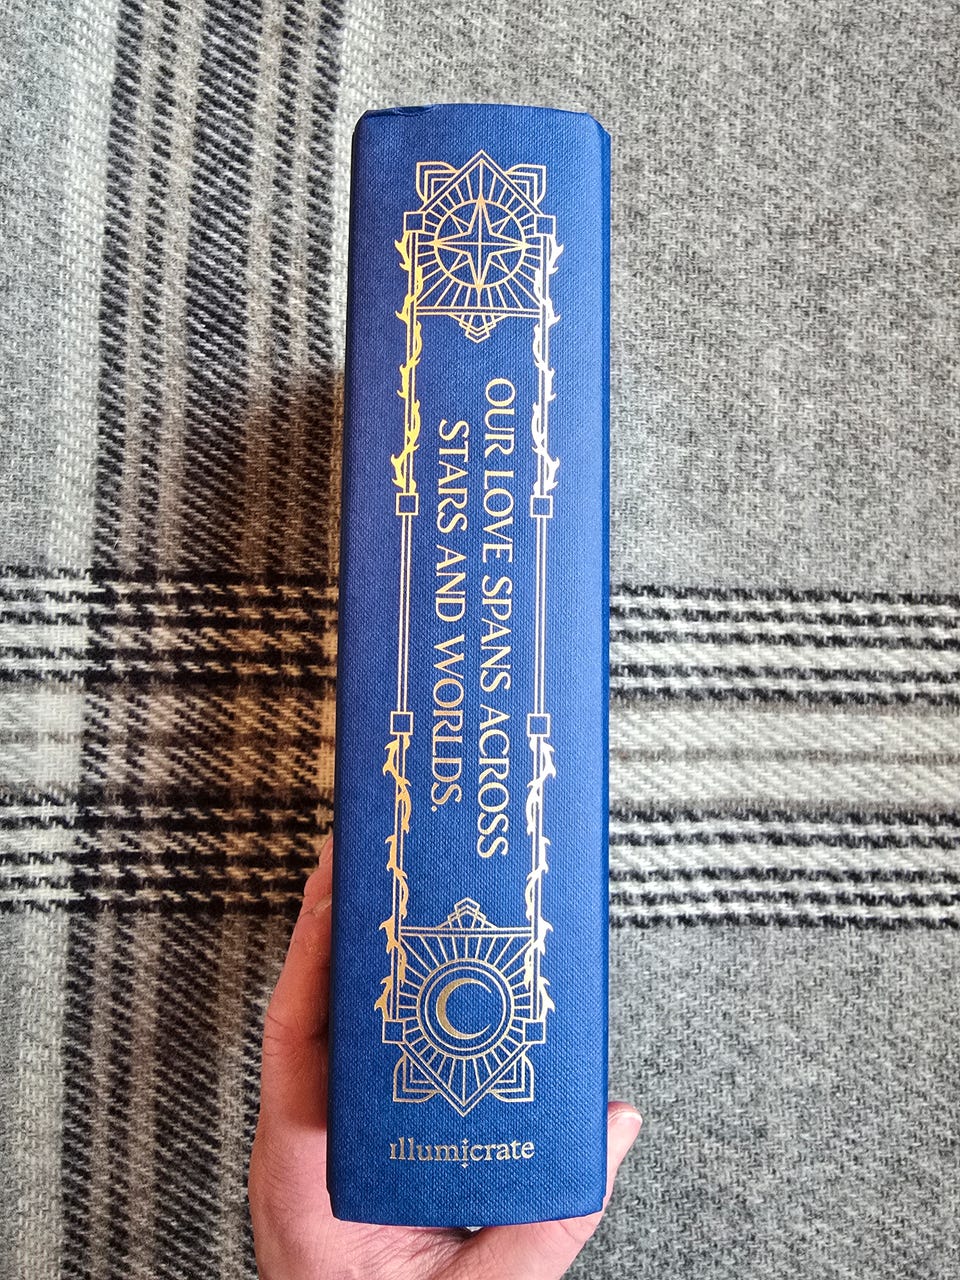 OUR LOVE SPANS ACROSS
STARS AND WORLDS.
illumicrate